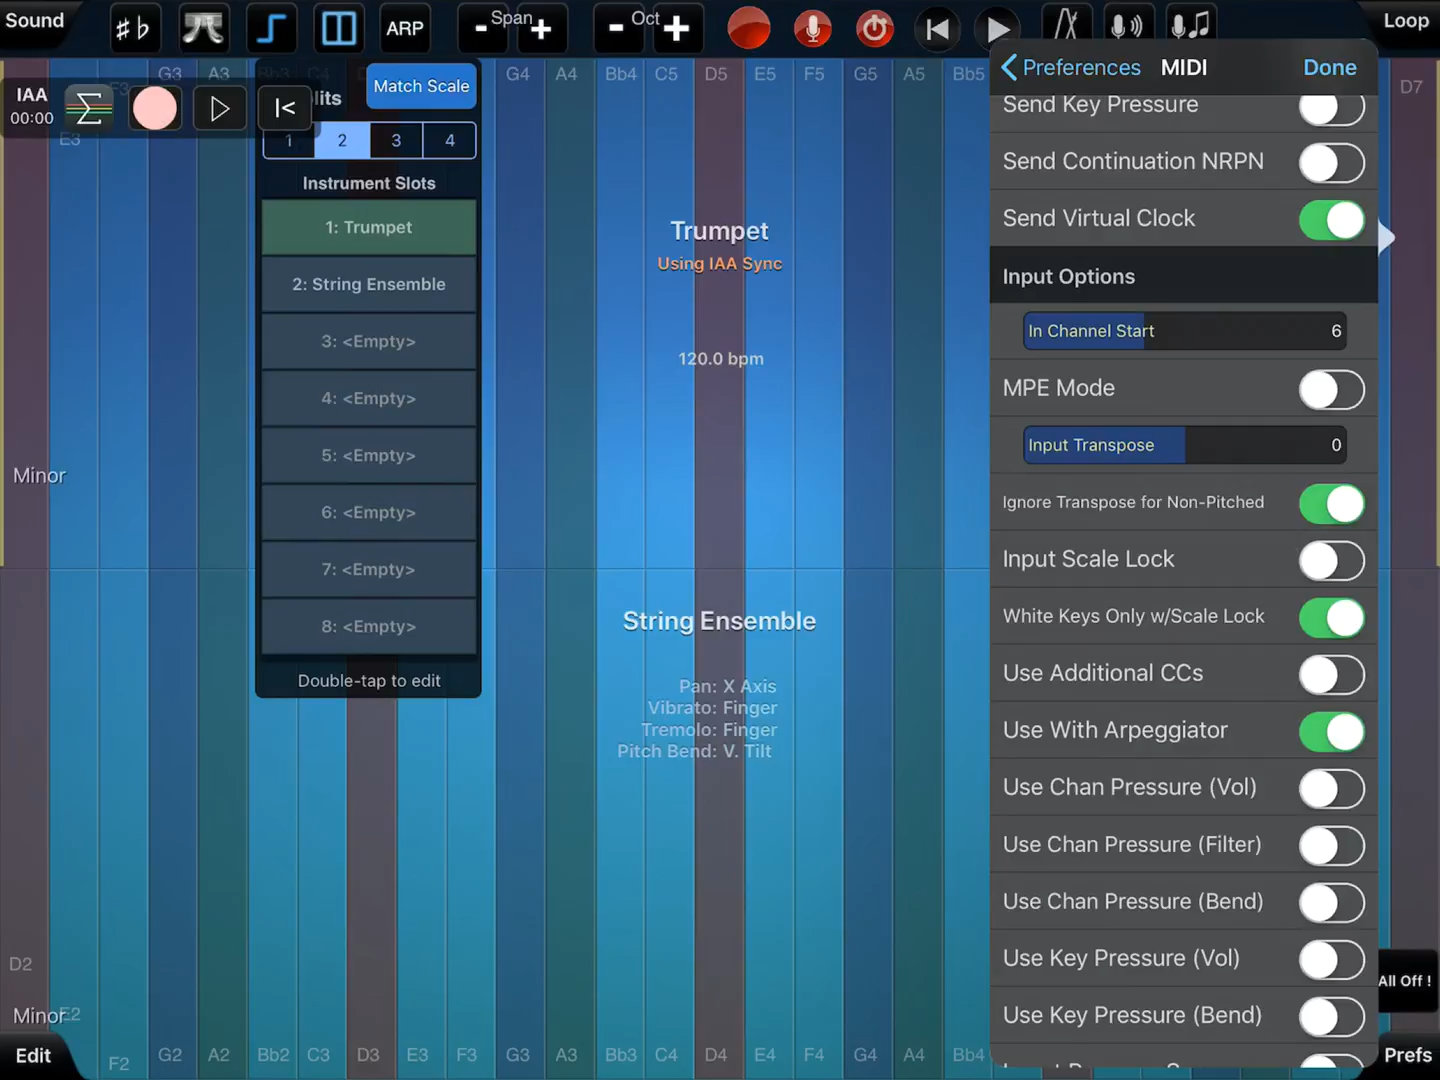 Sound
♯ ♭
ARP
- Span +
- Oct +
Loop
G3 A3 Bb3 C4 G4 A4 Bb4 C5 D5 E5 F5 G5 A5 Bb5 D7
IAA
00:00
E3
lits
Match Scale
1 2 3 4
Instrument Slots
1: Trumpet
2: String Ensemble
3: <Empty>
4: <Empty>
5: <Empty>
6: <Empty>
7: <Empty>
8: <Empty>
Double-tap to edit
Trumpet
Using IAA Sync
120.0 bpm
Minor
String Ensemble
Pan: X Axis
Vibrato: Finger
Tremolo: Finger
Pitch Bend: V. Tilt
Preferences MIDI Done
Send Key Pressure
Send Continuation NRPN
Send Virtual Clock
Input Options
In Channel Start 6
MPE Mode
Input Transpose 0
Ignore Transpose for Non-Pitched
Input Scale Lock
White Keys Only w/Scale Lock
Use Additional CCs
Use With Arpeggiator
Use Chan Pressure (Vol)
Use Chan Pressure (Filter)
Use Chan Pressure (Bend)
Use Key Pressure (Vol)
Use Key Pressure (Bend)
All Off !
D2
Minor E2
Edit
F2 G2 A2 Bb2 C3 D3 E3 F3 G3 A3 Bb3 C4 D4 E4 F4 G4 A4 Bb4
Prefs